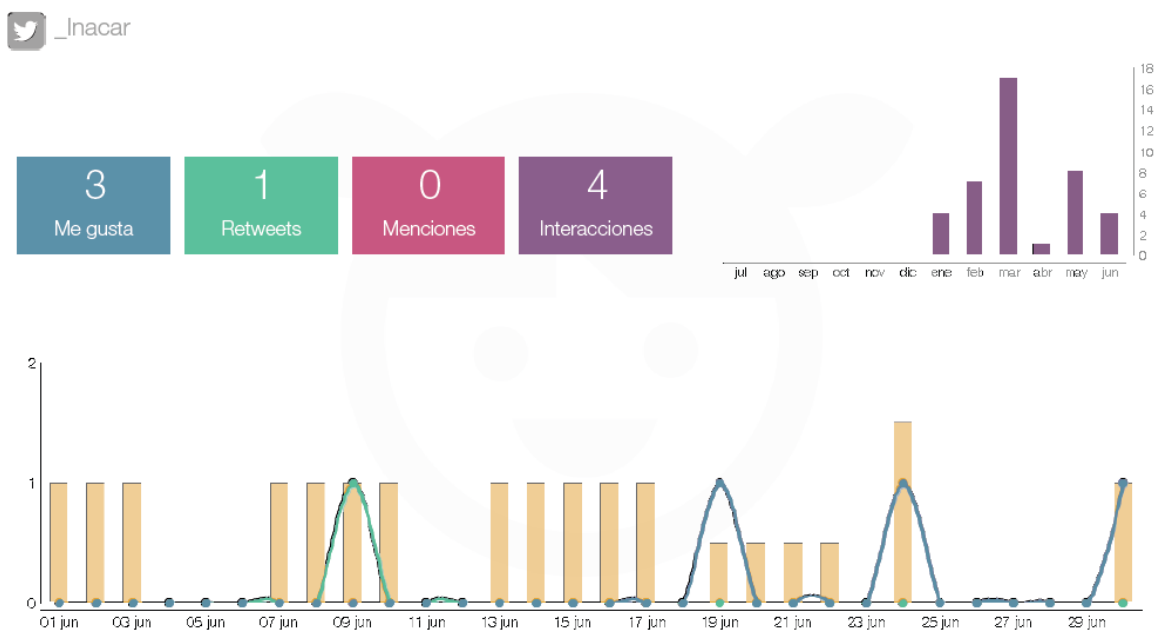 _Inacar
18
16
14
12
10
8
6
4
2
0
jul ago sep oct nov dic ene feb mar abr may jun
3
Me gusta
1
Retweets
0
Menciones
4
Interacciones
2
1
0
01 jun 03 jun 05 jun 07 jun 09 jun 11 jun 13 jun 15 jun 17 jun 19 jun 21 jun 23 jun 25 jun 27 jun 29 jun